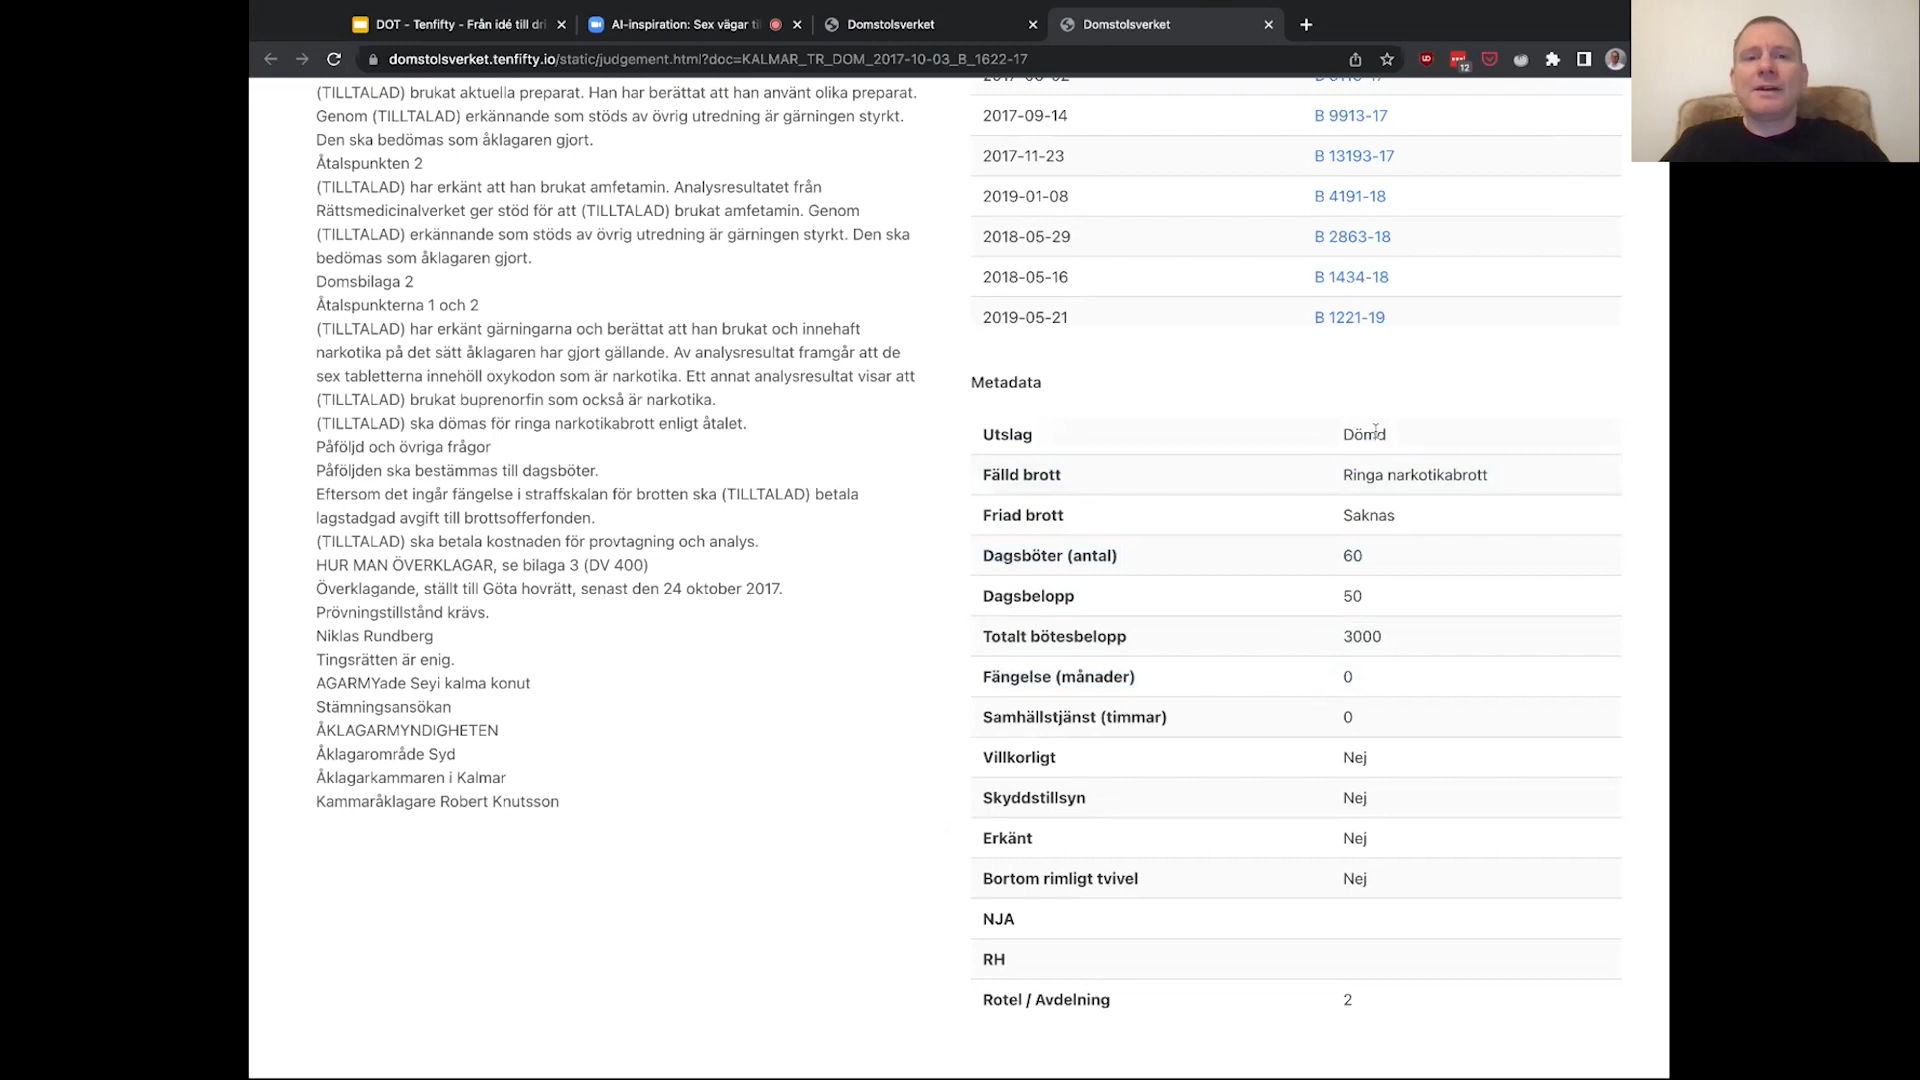 DOT - Tenfifty - Från idé till dri
AI-inspiration: Sex vägar ti
Domstolsverket
Domstolsverket
domstolsverket.tenfifty.io/static/judgement.html?doc=KALMAR_TR_DOM_2017-10-03_B_1622-17
12
(TILLTALAD) brukat aktuella preparat. Han har berättat att han använt olika preparat.
Genom (TILLTALAD) erkännande som stöds av övrig utredning är gärningen styrkt.
Den ska bedömas som åklagaren gjort.
Åtalspunkten 2
(TILLTALAD) har erkänt att han brukat amfetamin. Analysresultatet från
Rättsmedicinalverket ger stöd för att (TILLTALAD) brukat amfetamin. Genom
(TILLTALAD) erkännande som stöds av övrig utredning är gärningen styrkt. Den ska
bedömas som åklagaren gjort.
Domsbilaga 2
Åtalspunkterna 1 och 2
(TILLTALAD) har erkänt gärningarna och berättat att han brukat och innehaft
narkotika på det sätt åklagaren har gjort gällande. Av analysresultat framgår att de
sex tabletterna innehöll oxykodon som är narkotika. Ett annat analysresultat visar att
(TILLTALAD) brukat buprenorfin som också är narkotika.
(TILLTALAD) ska dömas för ringa narkotikabrott enligt åtalet.
Påföljd och övriga frågor
Påföljden ska bestämmas till dagsböter.
Eftersom det ingår fängelse i straffskalan för brotten ska (TILLTALAD) betala
lagstadgad avgift till brottsofferfonden.
(TILLTALAD) ska betala kostnaden för provtagning och analys.
HUR MAN ÖVERKLAGAR, se bilaga 3 (DV 400)
Överklagande, ställt till Göta hovrätt, senast den 24 oktober 2017.
Prövningstillstånd krävs.
Niklas Rundberg
Tingsrätten är enig.
AGARMYade Seyi kalma konut
Stämningsansökan
ÅKLAGARMYNDIGHETEN
Åklagarområde Syd
Åklagarkammaren i Kalmar
Kammaråklagare Robert Knutsson
2017-09-14 B 9913-17
2017-11-23 B 13193-17
2019-01-08 B 4191-18
2018-05-29 B 2863-18
2018-05-16 B 1434-18
2019-05-21 B 1221-19
Metadata
Utslag Dömd
Fälld brott Ringa narkotikabrott
Friad brott Saknas
Dagsböter (antal) 60
Dagsbelopp 50
Totalt bötesbelopp 3000
Fängelse (månader) 0
Samhällstjänst (timmar) 0
Villkorligt Nej
Skyddstillsyn Nej
Erkänt Nej
Bortom rimligt tvivel Nej
NJA
RH
Rotel / Avdelning 2